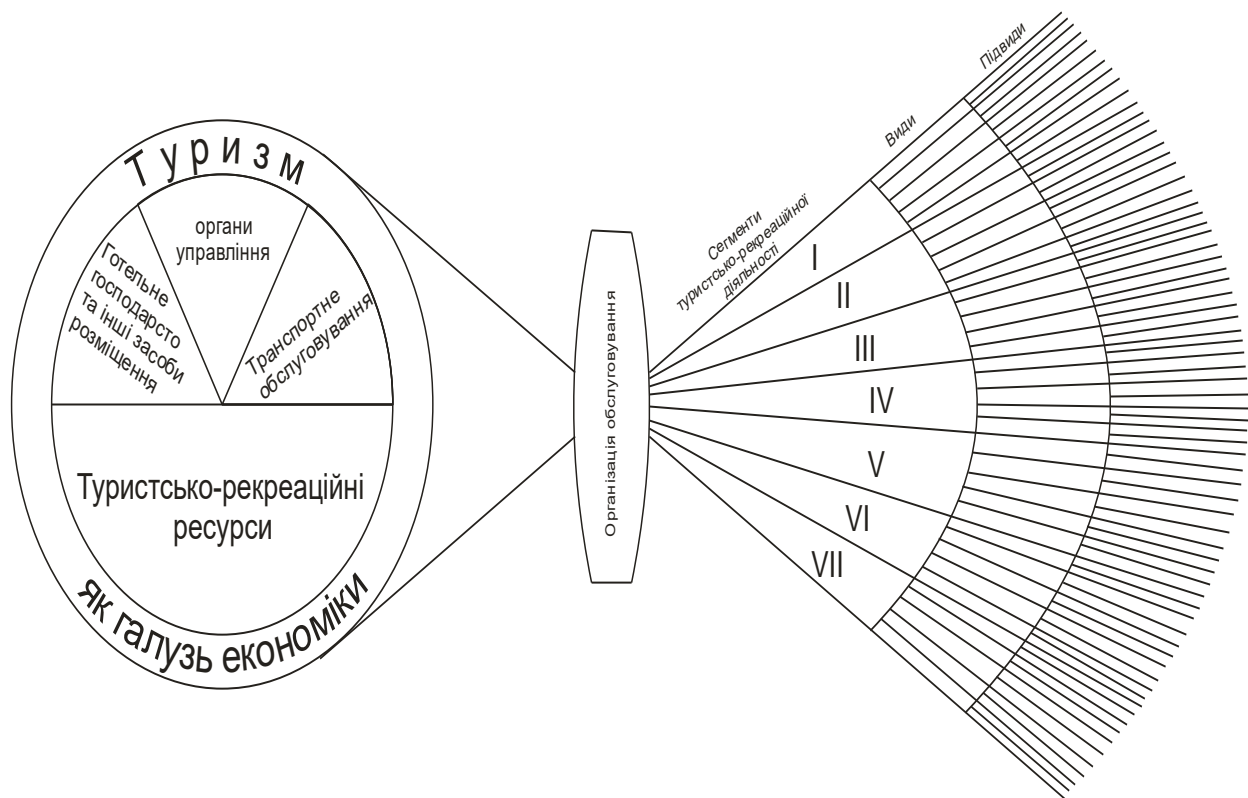 Туризм
органи
управління
Готельне
господарсто
та інші засоби
розміщення
Транспортне
обслуговування
Туристсько-рекреаційні
ресурси
як галузь економіки
Організація обслуговування
Сегменти
туристсько-рекреаційної
діяльності
Види
Підвиди
I
II
III
IV
V
VI
VII